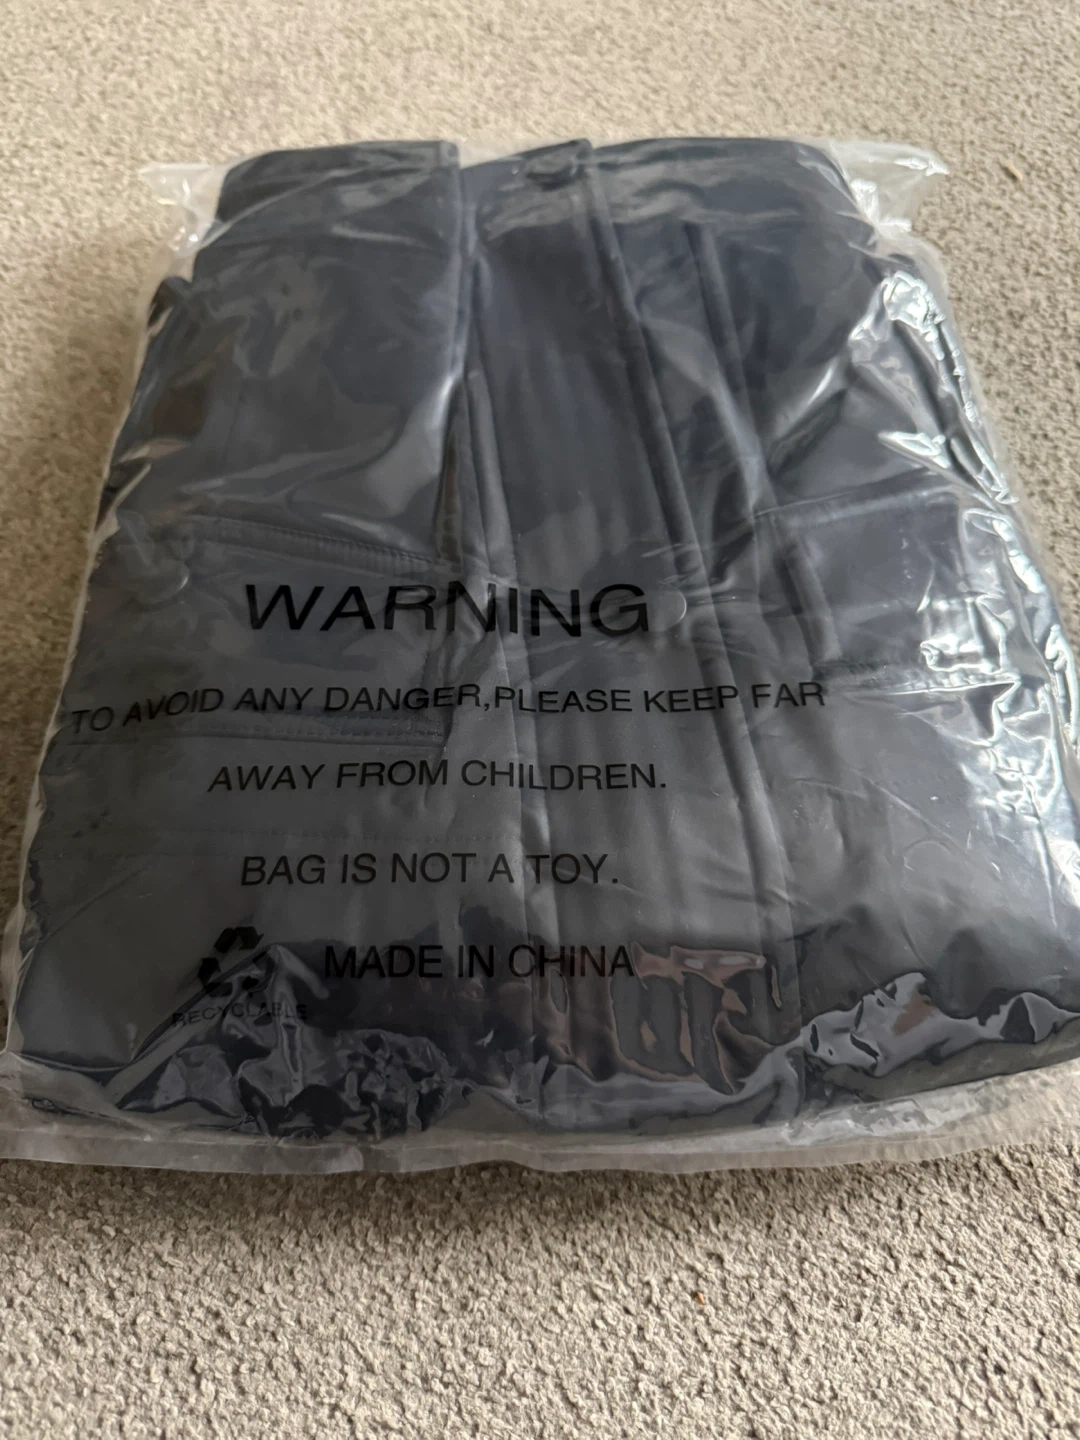 WARNING
TO AVOID ANY DANGER,PLEASE KEEP FAR
AWAY FROM CHILDREN.
BAG IS NOT A TOY.
MADE IN CHINA
RECYCLABLE